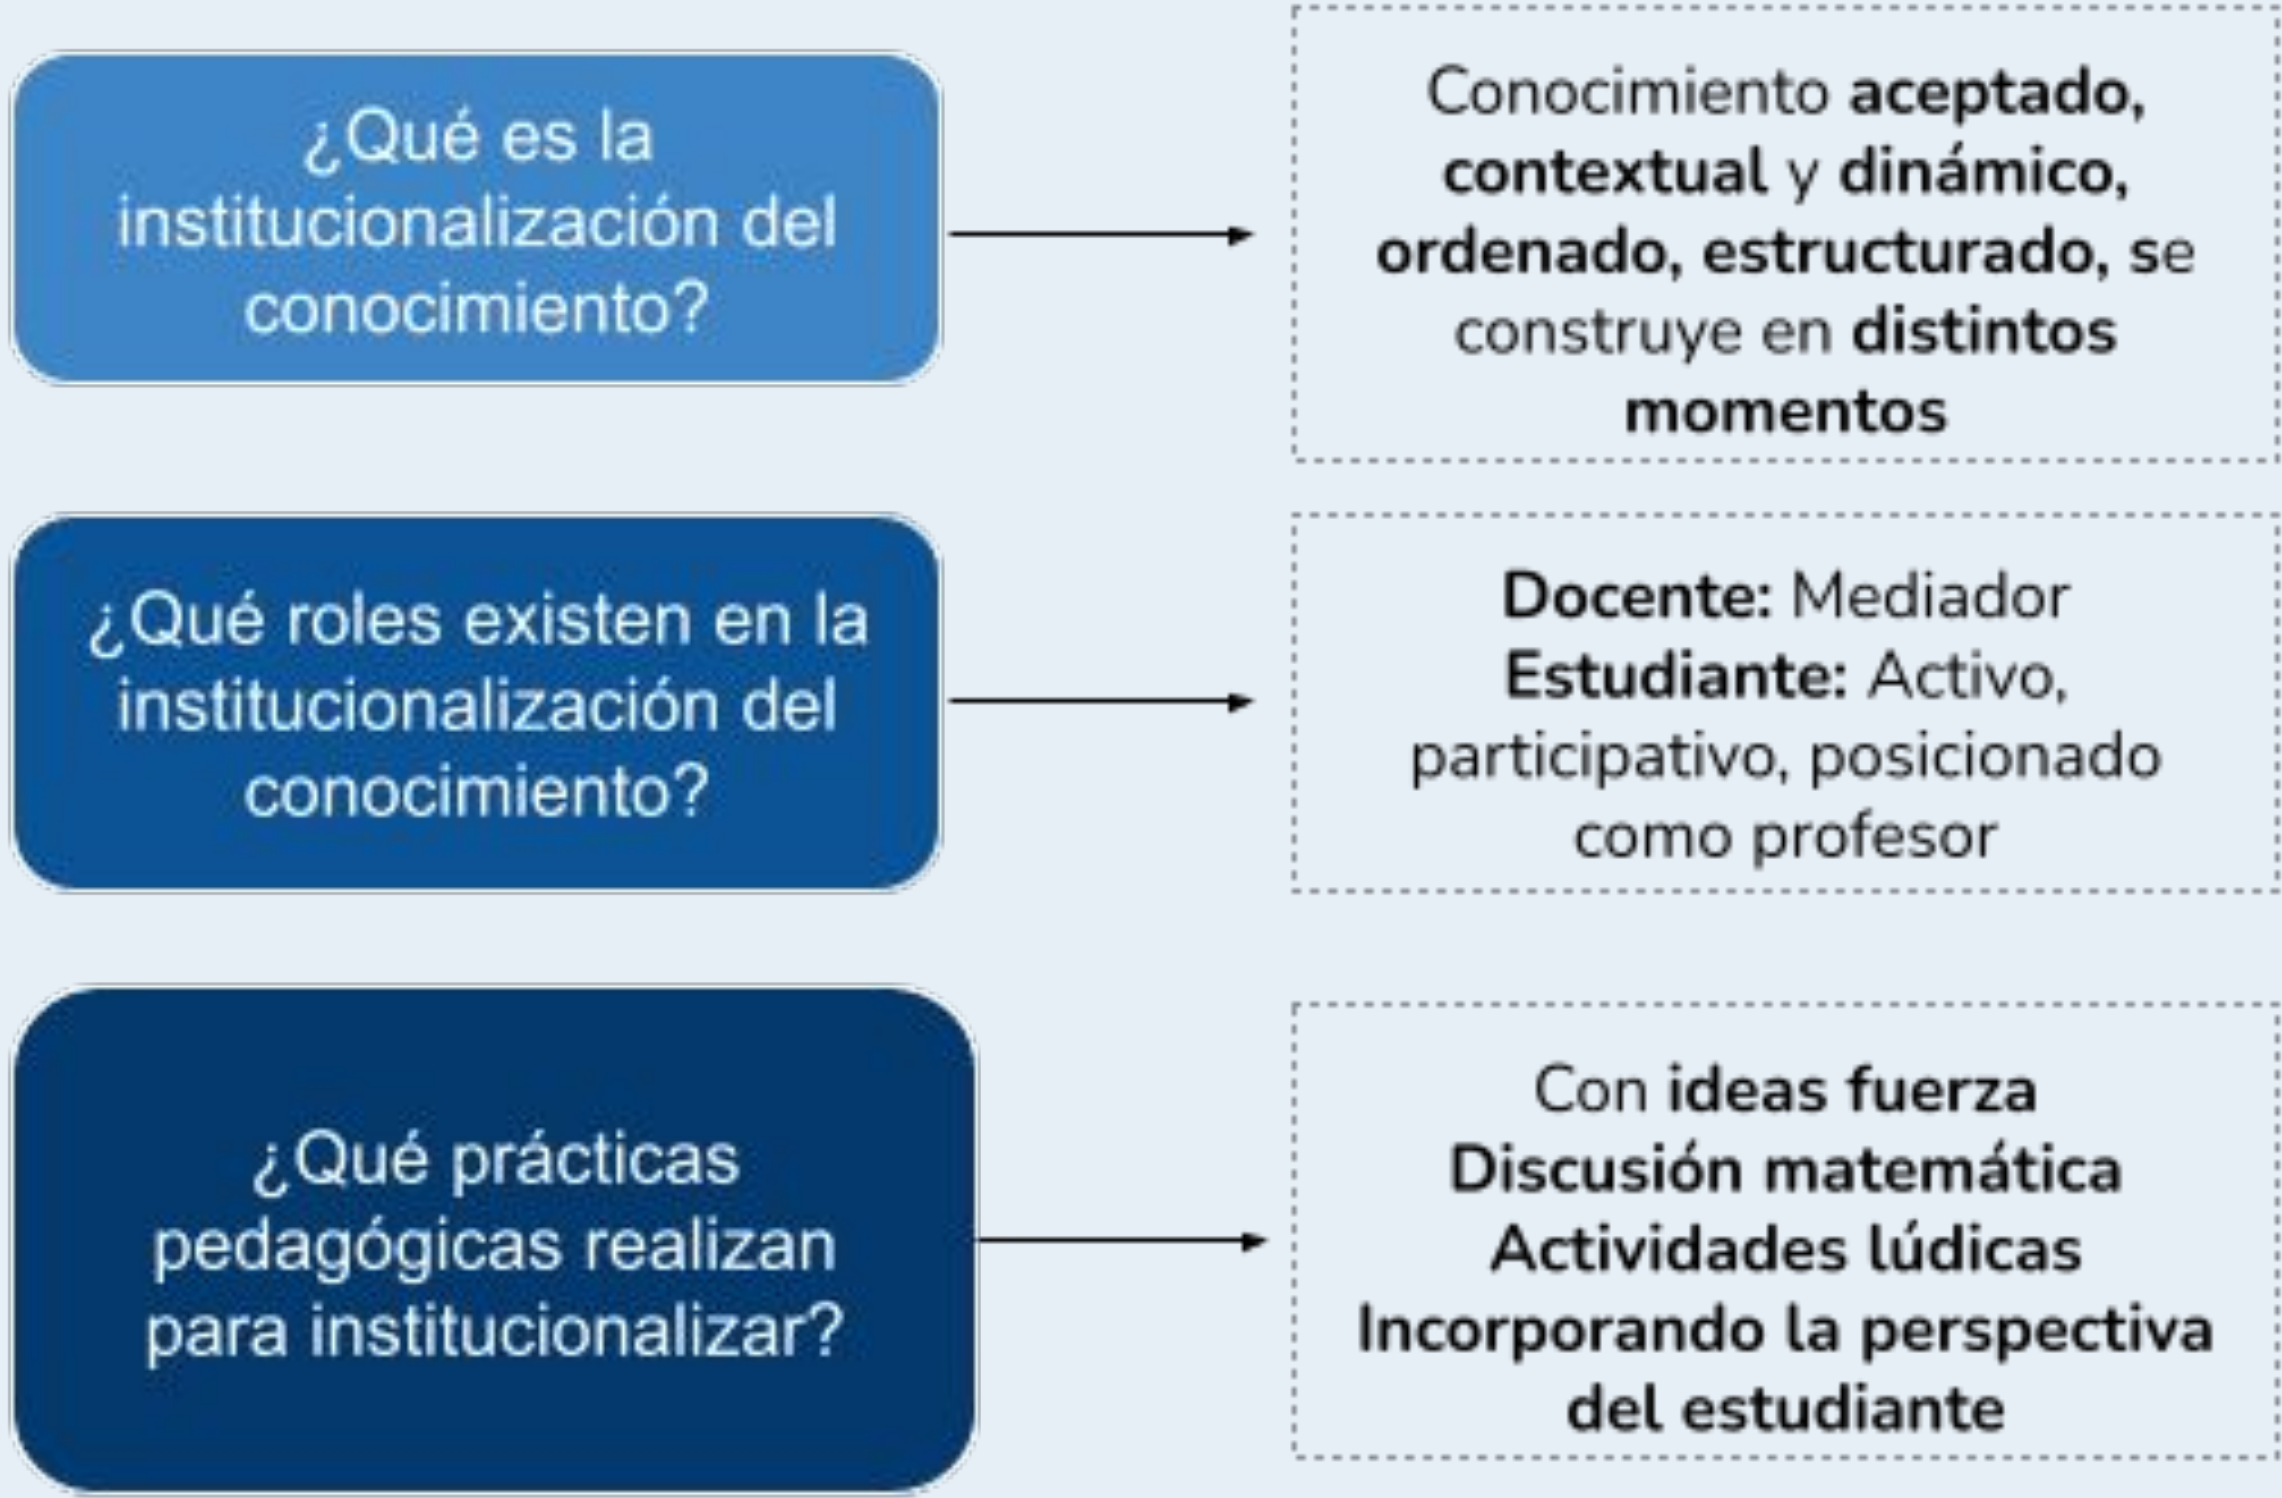 ¿Qué es la
institucionalización del
conocimiento?
Conocimiento aceptado,
contextual y dinámico,
ordenado, estructurado, se
construye en distintos
momentos
¿Qué roles existen en la
institucionalización del
conocimiento?
Docente: Mediador
Estudiante: Activo,
participativo, posicionado
como profesor
¿Qué prácticas
pedagógicas realizan
para institucionalizar?
Con ideas fuerza
Discusión matemática
Actividades lúdicas
Incorporando la perspectiva
del estudiante